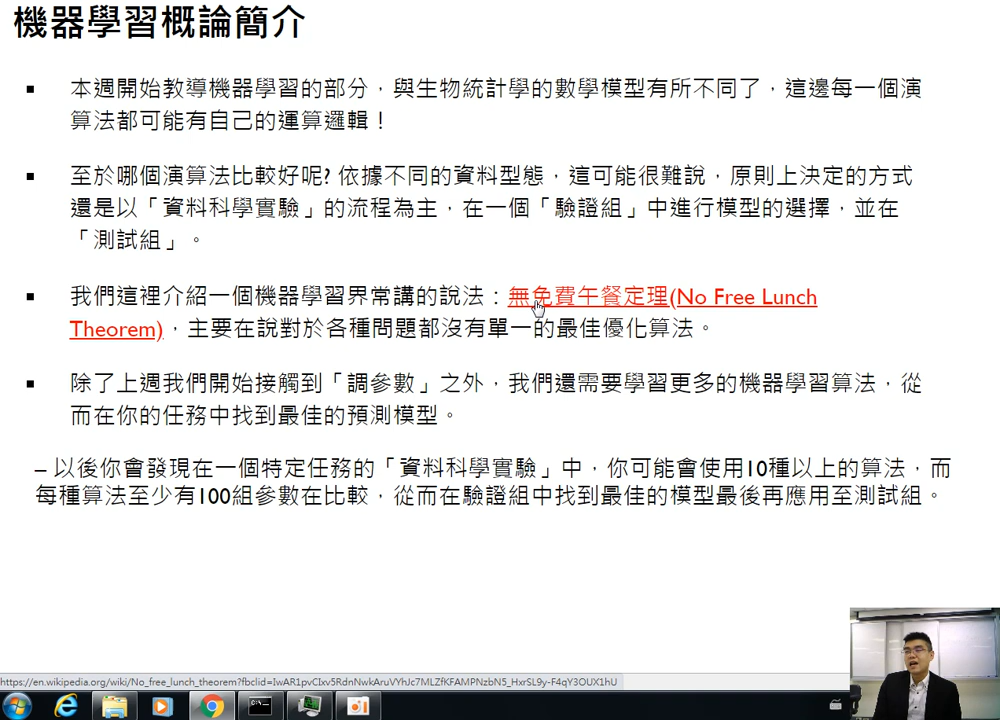 機器學習概論簡介
▪ 本週開始教導機器學習的部分，與生物統計學的數學模型有所不同了，這邊每一個演
算法都可能有自己的運算邏輯！
▪ 至於哪個演算法比較好呢? 依據不同的資料型態，這可能很難說，原則上決定的方式
還是以「資料科學實驗」的流程為主，在一個「驗證組」中進行模型的選擇，並在
「測試組」。
▪ 我們這裡介紹一個機器學習界常講的說法：無免費午餐定理(No Free Lunch
Theorem)，主要在說對於各種問題都沒有單一的最佳優化算法。
▪ 除了上週我們開始接觸到「調參數」之外，我們還需要學習更多的機器學習算法，從
而在你的任務中找到最佳的預測模型。
– 以後你會發現在一個特定任務的「資料科學實驗」中，你可能會使用10種以上的算法，而
每種算法至少有100組參數在比較，從而在驗證組中找到最佳的模型最後再應用至測試組。
https://en.wikipedia.org/wiki/No_free_lunch_theorem?fbclid=IwAR1pvCIxv5RdnNwkAruVYhJc7MLZfKFAMPNzbN5_HxrSL9y-F4qY3OUX1hU